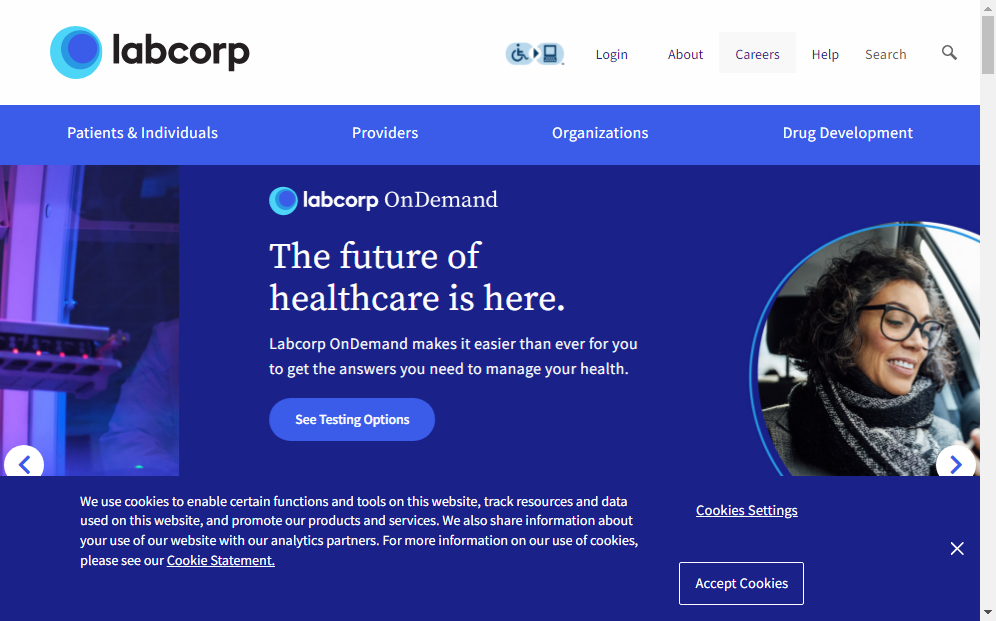 labcorp
Login
About
Careers
Help
Search
Patients & Individuals
Providers
Organizations
Drug Development
labcorp OnDemand
The future of
healthcare is here.
Labcorp OnDemand makes it easier than ever for you
to get the answers you need to manage your health.
See Testing Options
We use cookies to enable certain functions and tools on this website, track resources and data
used on this website, and promote our products and services. We also share information about
your use of our website with our analytics partners. For more information on our use of cookies,
please see our Cookie Statement.
Cookies Settings
Accept Cookies